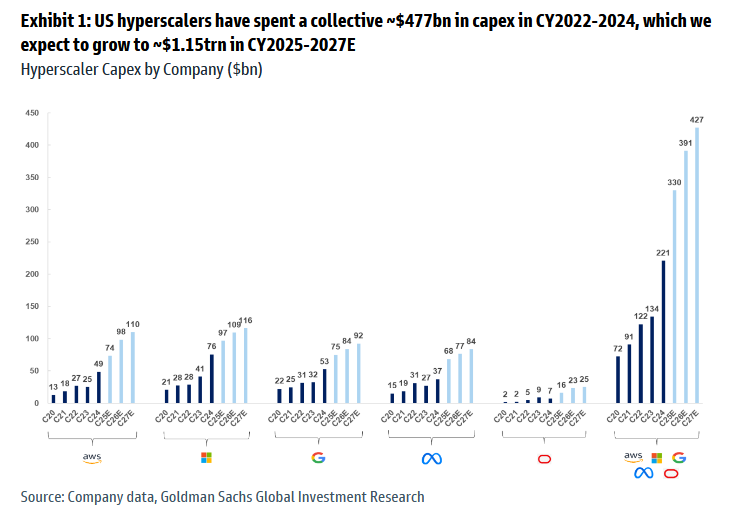 Exhibit 1: US hyperscalers have spent a collective ~$477bn in capex in CY2022-2024, which we
expect to grow to ~$1.15trn in CY2025-2027E
Hyperscaler Capex by Company ($bn)
450
400
350
300
250
200
150
100
50
0
13 18 27 25 49 74 98 110
21 28 28 41 76 97 109 116
22 25 31 32 53 75 84 92
15 19 31 27 37 68 77 84
2 2 5 9 7 16 23 25
72 91 122 134 221 330 391 427
C20 C21 C22 C23 C24 C25E C26E C27E
C20 C21 C22 C23 C24 C25E C26E C27E
C20 C21 C22 C23 C24 C25E C26E C27E
C20 C21 C22 C23 C24 C25E C26E C27E
C20 C21 C22 C23 C24 C25E C26E C27E
C20 C21 C22 C23 C24 C25E C26E C27E
aws
G
aws G
Source: Company data, Goldman Sachs Global Investment Research